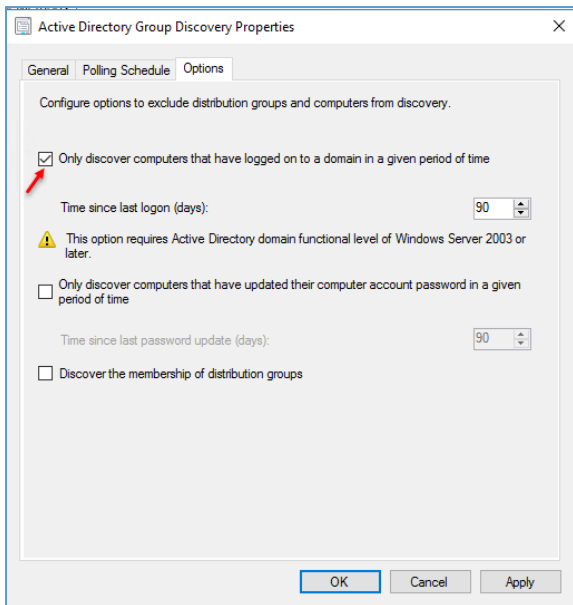 Active Directory Group Discovery Properties
General
Polling Schedule
Options
Configure options to exclude distribution groups and computers from discovery.
Only discover computers that have logged on to a domain in a given period of time
Time since last logon (days):
90
This option requires Active Directory domain functional level of Windows Server 2003 or
later.
Only discover computers that have updated their computer account password in a given
period of time
Time since last password update (days):
90
Discover the membership of distribution groups
OK
Cancel
Apply